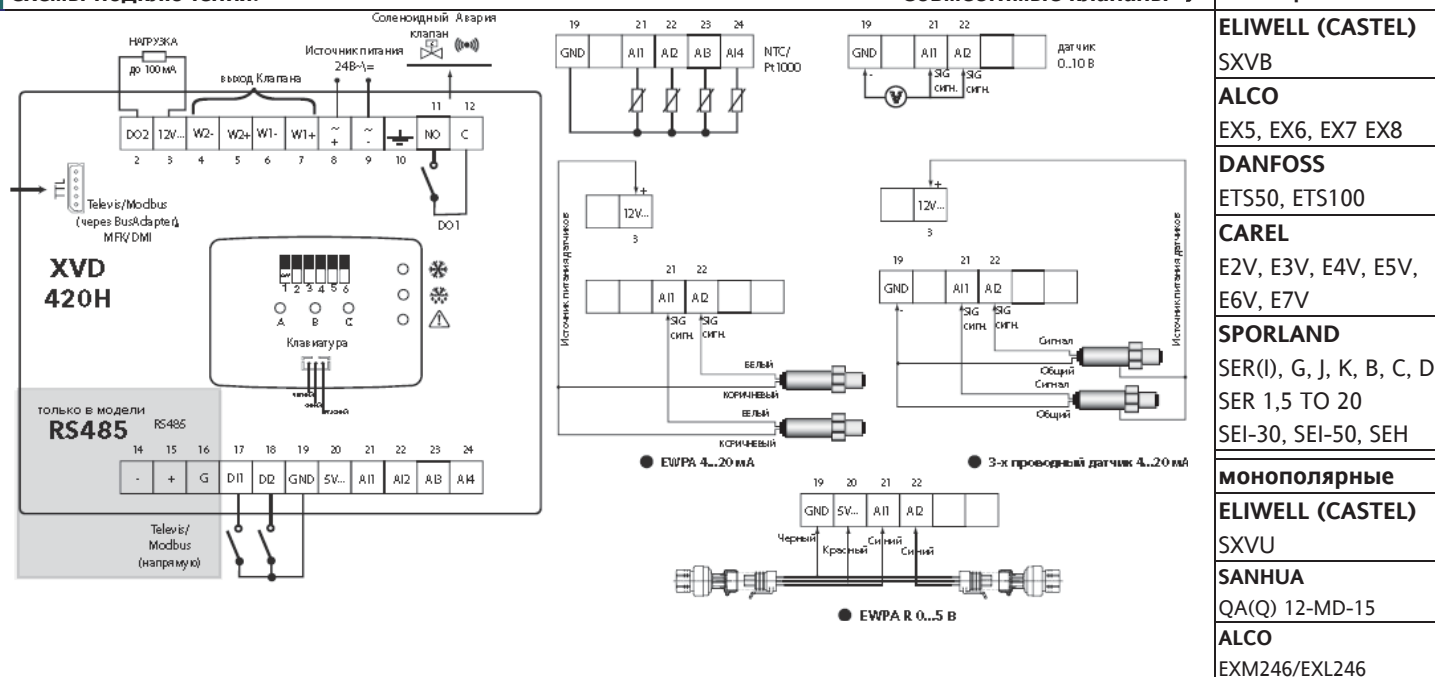 Соленоидный Авария
клапан
НАГРУЗКА
до 100 мА
Источник питания
24В~\=
выход Клапана
11 12
DO2 12V... W2- W2+ W1- W1+ ~ + ~ - NO C
2 3 4 5 6 7 8 9 10
DO1
TTL
Televis/Modbus
(через BusAdapter),
MFK/DMI
XVD
420H
OFF
1 2 3 4 5 6
A B C
Клавиатура
только в модели
RS485 RS485
14 15 16 17 18 19 20 21 22 23 24
- + G DI1 DI2 GND 5V... AI1 AI2 AI3 AI4
Televis/
Modbus
(напрямую)
19 21 22 23 24
GND AI1 AI2 AI3 AI4
NTC/
Pt1000
19 21 22
GND AI1 AI2
датчик
0...10 В
- SIG SIG
сигн. сигн.
V
Источник питания датчиков
+
12V...
3
21 22
AI1 AI2
SIG SIG
сигн. сигн.
БЕЛЫЙ
КОРИЧНЕВЫЙ
БЕЛЫЙ
КОРИЧНЕВЫЙ
● EWPA 4...20 мА
+
12V...
3
Источник питания датчиков
19 21 22
GND AI1 AI2
- SIG SIG
сигн. сигн.
Сигнал
Общий
Сигнал
Общий
● 3-х проводный датчик 4...20 мА
19 20 21 22
GND 5V... AI1 AI2
Черный Красный Синий Синий
● EWPA R 0...5 В
ELIWELL (CASTEL)
SXVB
ALCO
EX5, EX6, EX7 EX8
DANFOSS
ETS50, ETS100
CAREL
E2V, E3V, E4V, E5V,
E6V, E7V
SPORLAND
SER(I), G, J, K, B, C, D
SER 1,5 TO 20
SEI-30, SEI-50, SEH
монополярные
ELIWELL (CASTEL)
SXVU
SANHUA
QA(Q) 12-MD-15
ALCO
EXM246/EXL246